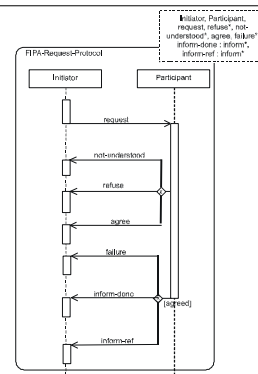 Initiator, Participant,
request, refuse*, not-
understood*, agree, failure*
inform-done : inform*,
inform-ref : inform*
FIPA-Request-Protocol
Initiator
Participant
request
not-understood
refuse
agree
failure
inform-done
[agreed]
inform-ref